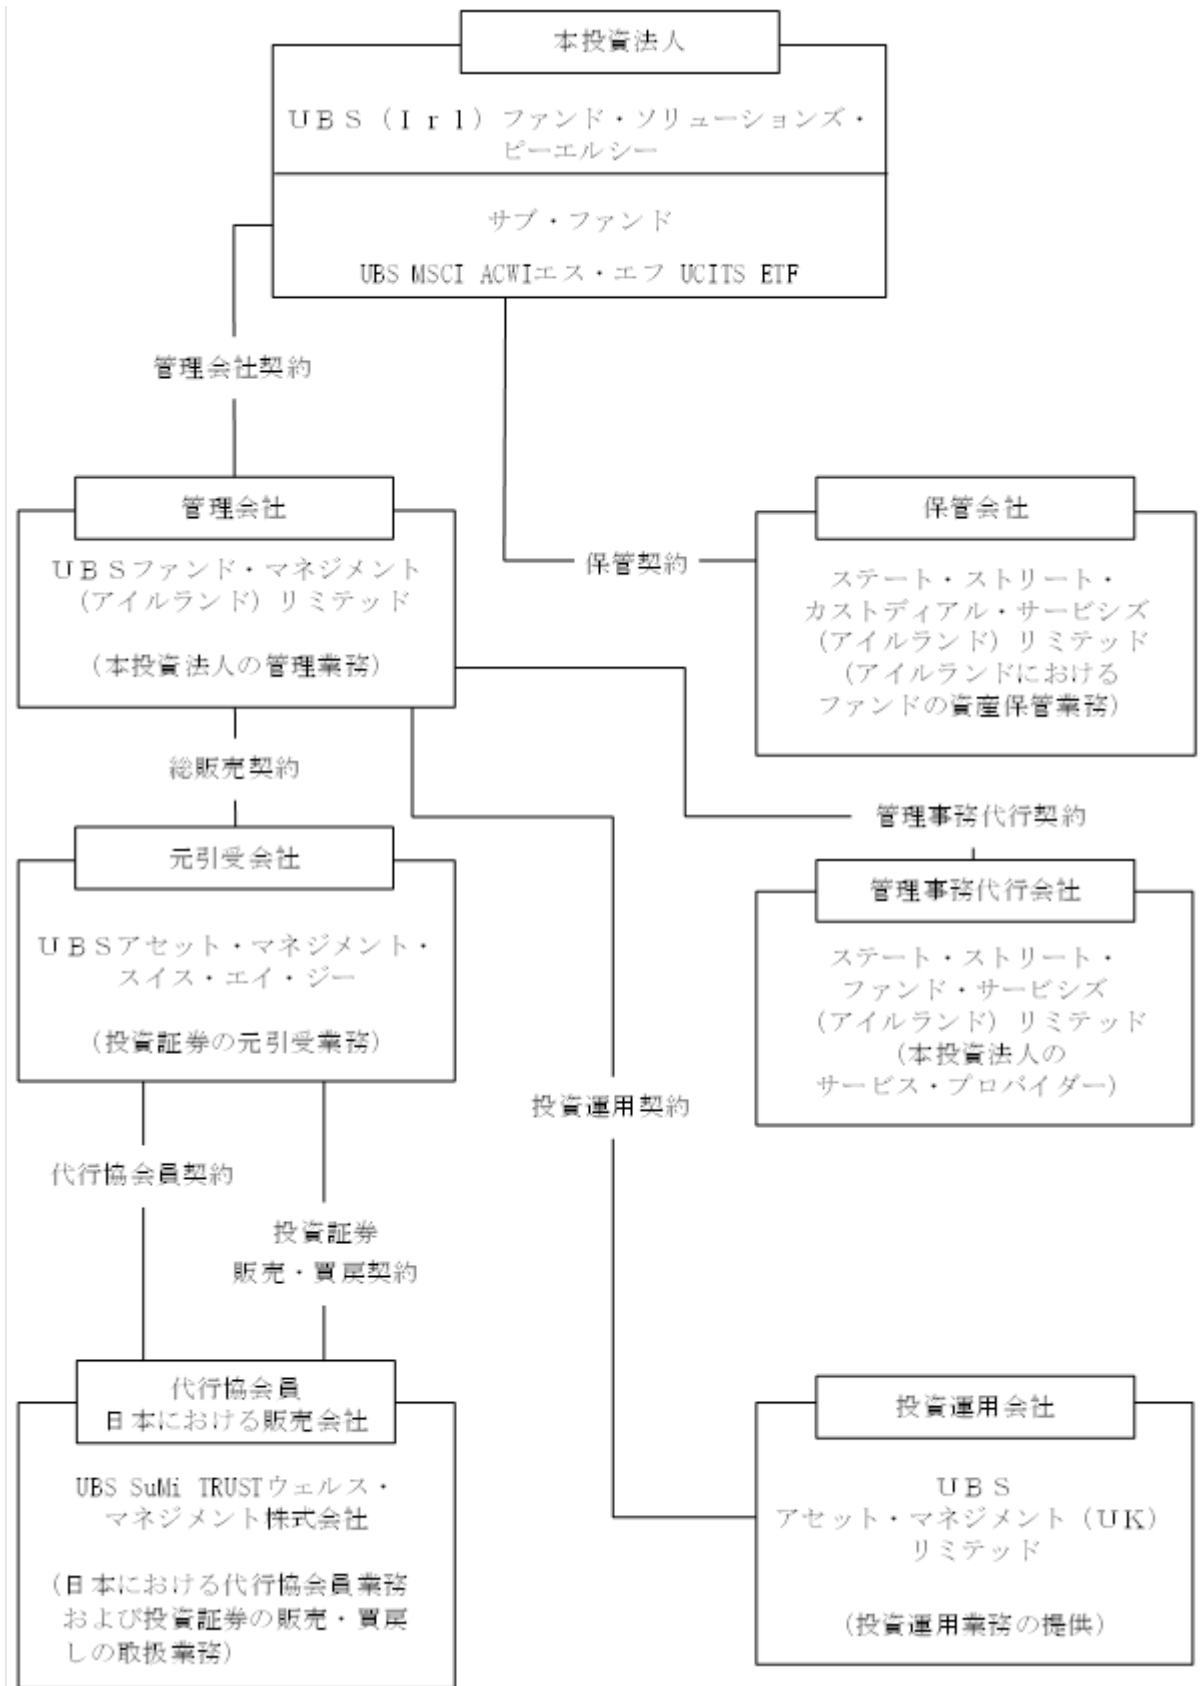 本投資法人
ＵＢＳ（Ｉｒｌ）ファンド・ソリューションズ・
ピーエルシー
サブ・ファンド
UBS MSCI ACWIエス・エフ UCITS ETF
管理会社契約
管理会社
ＵＢＳファンド・マネジメント
（アイルランド）リミテッド
（本投資法人の管理業務）
保管契約
保管会社
ステート・ストリート・
カストディアル・サービシズ
（アイルランド）リミテッド
（アイルランドにおける
ファンドの資産保管業務）
総販売契約
管理事務代行契約
元引受会社
ＵＢＳアセット・マネジメント・
スイス・エイ・ジー
（投資証券の元引受業務）
管理事務代行会社
ステート・ストリート・
ファンド・サービシズ
（アイルランド）リミテッド
（本投資法人の
サービス・プロバイダー）
投資運用契約
代行協会員契約
投資証券
販売・買戻契約
代行協会員
日本における販売会社
UBS SuMi TRUSTウェルス・
マネジメント株式会社
（日本における代行協会員業務
および投資証券の販売・買戻
しの取扱業務）
投資運用会社
ＵＢＳ
アセット・マネジメント（ＵＫ）
リミテッド
（投資運用業務の提供）